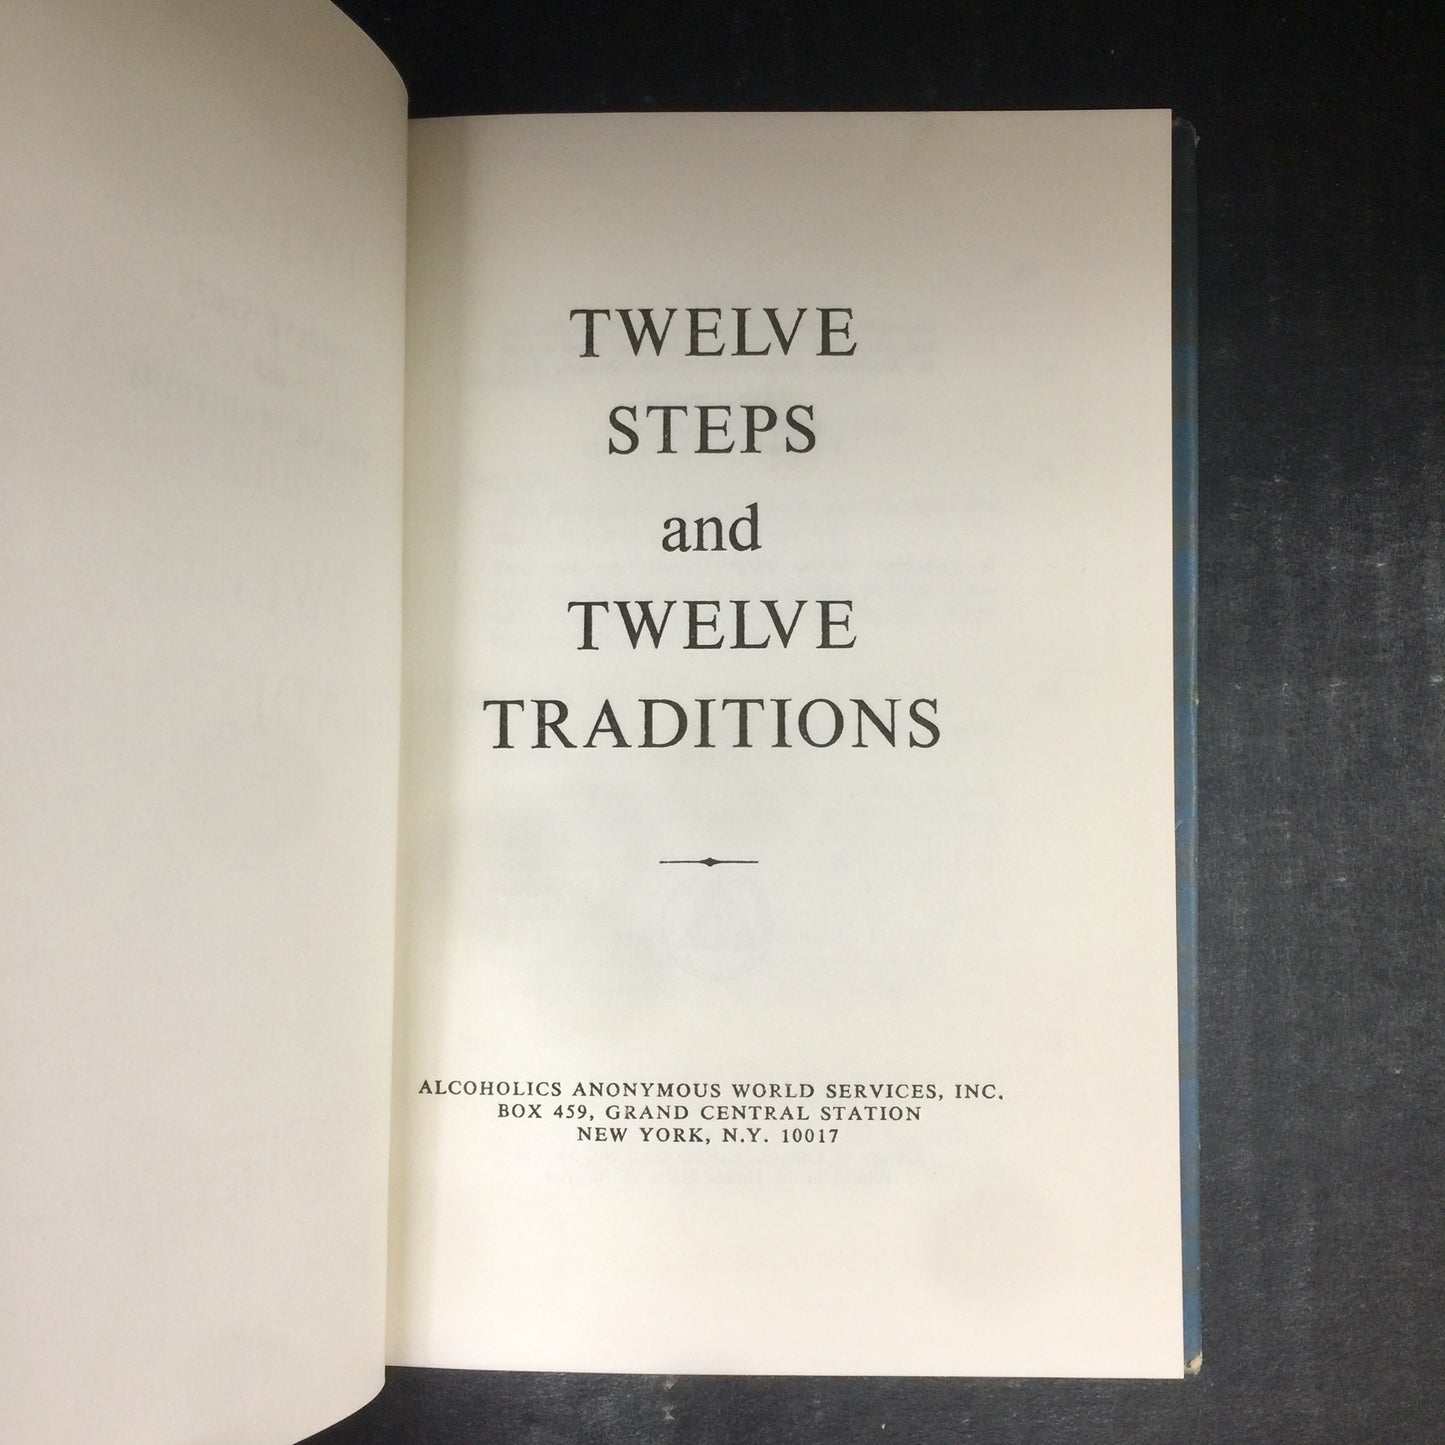 TWELVE
STEPS
and
TWELVE
TRADITIONS
ALCOHOLICS ANONYMOUS WORLD SERVICES, INC.
BOX 459, GRAND CENTRAL STATION
NEW YORK, N.Y. 10017